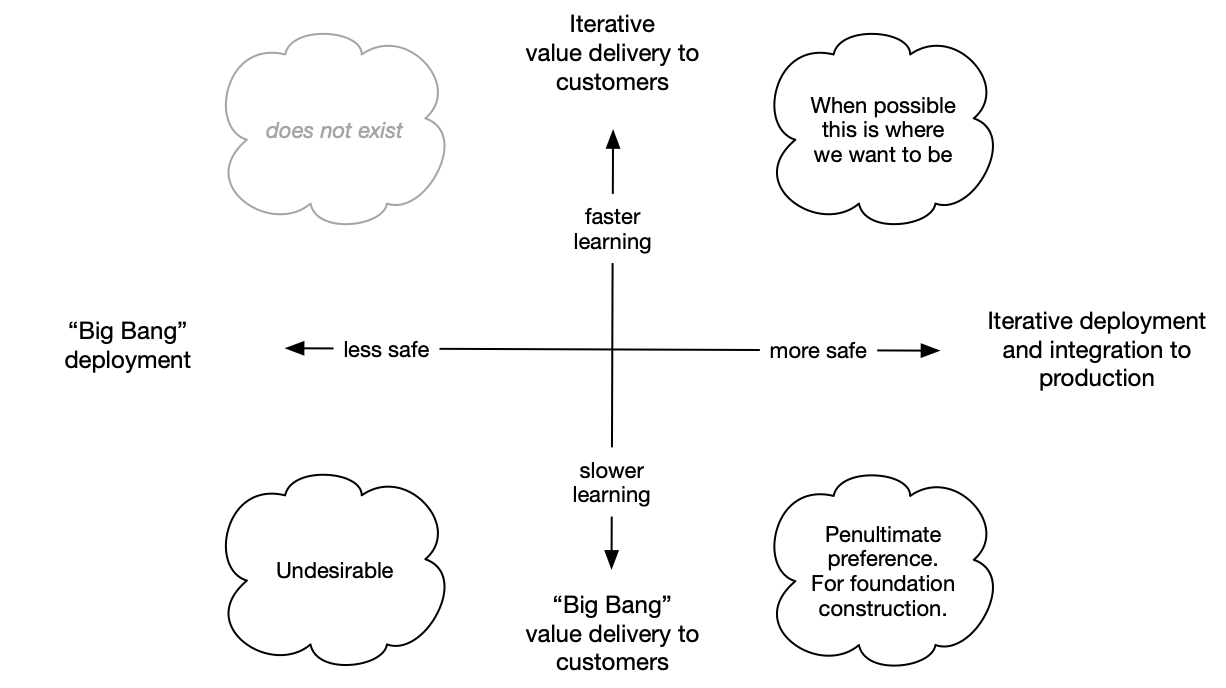 Iterative
value delivery to
customers
does not exist
When possible
this is where
we want to be
faster
learning
“Big Bang”
deployment
less safe
more safe
Iterative deployment
and integration to
production
slower
learning
Undesirable
Penultimate
preference.
For foundation
construction.
“Big Bang”
value delivery to
customers